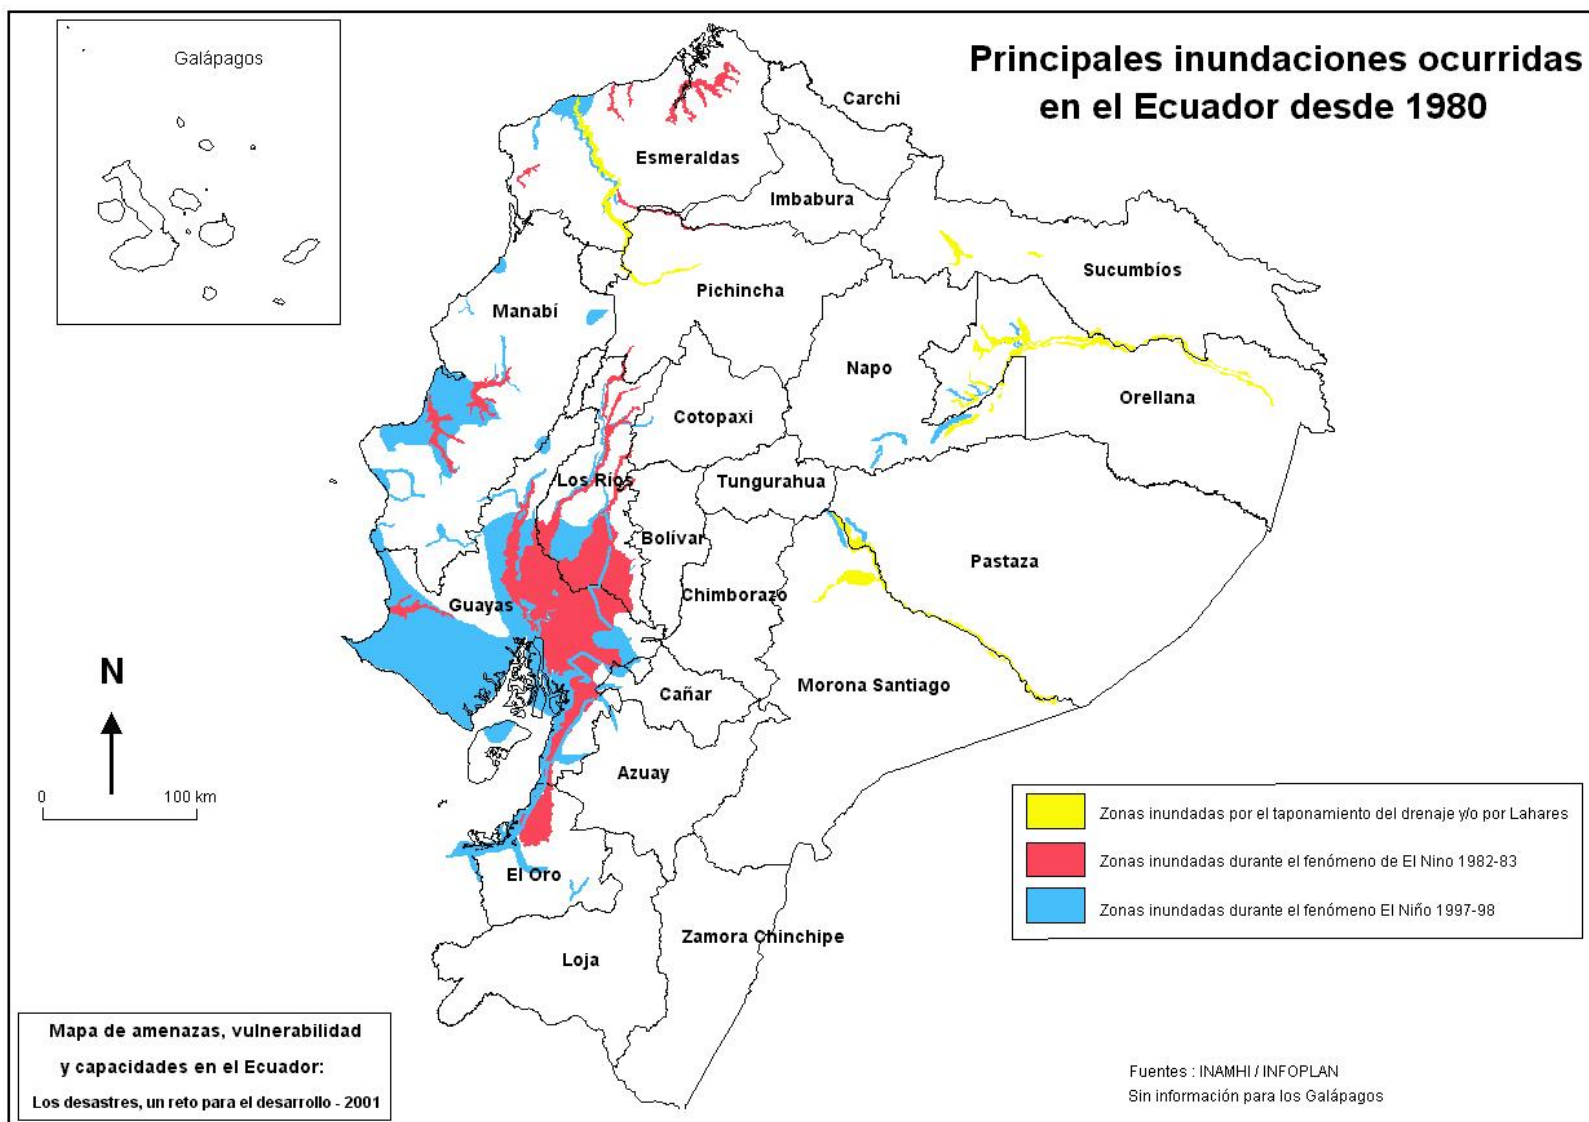 Galápagos
Principales inundaciones ocurridas
en el Ecuador desde 1980
Carchi
Esmeraldas
Imbabura
Sucumbíos
Pichincha
Manabí
Napo
Orellana
Cotopaxi
Los Ríos
Tungurahua
Bolívar
Pastaza
Chimborazo
Guayas
N
Cañar
Morona Santiago
Azuay
0 100 km
Zonas inundadas por el taponamiento del drenaje y/o por Lahares
Zonas inundadas durante el fenómeno de El Nino 1982-83
Zonas inundadas durante el fenómeno El Niño 1997-98
El Oro
Zamora Chinchipe
Loja
Mapa de amenazas, vulnerabilidad
y capacidades en el Ecuador:
Los desastres, un reto para el desarrollo - 2001
Fuentes : INAMHI / INFOPLAN
Sin información para los Galápagos